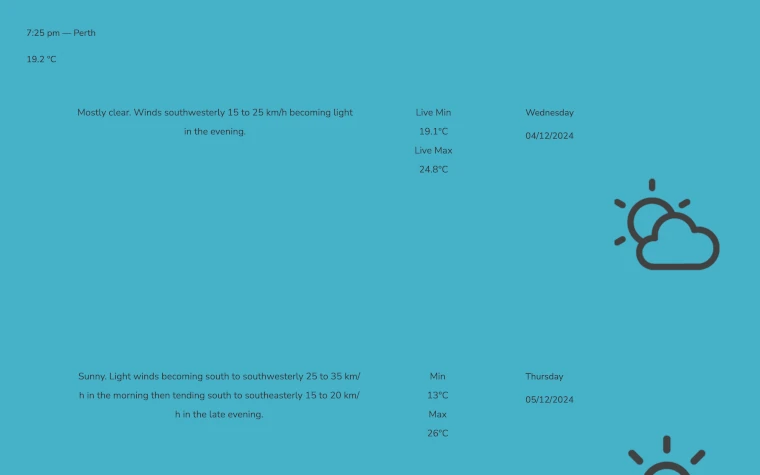 7:25 pm — Perth
19.2 °C
Mostly clear. Winds southwesterly 15 to 25 km/h becoming light
in the evening.
Live Min
19.1°C
Live Max
24.8°C
Wednesday
04/12/2024
Sunny. Light winds becoming south to southwesterly 25 to 35 km/
h in the morning then tending south to southeasterly 15 to 20 km/
h in the late evening.
Min
13°C
Max
26°C
Thursday
05/12/2024